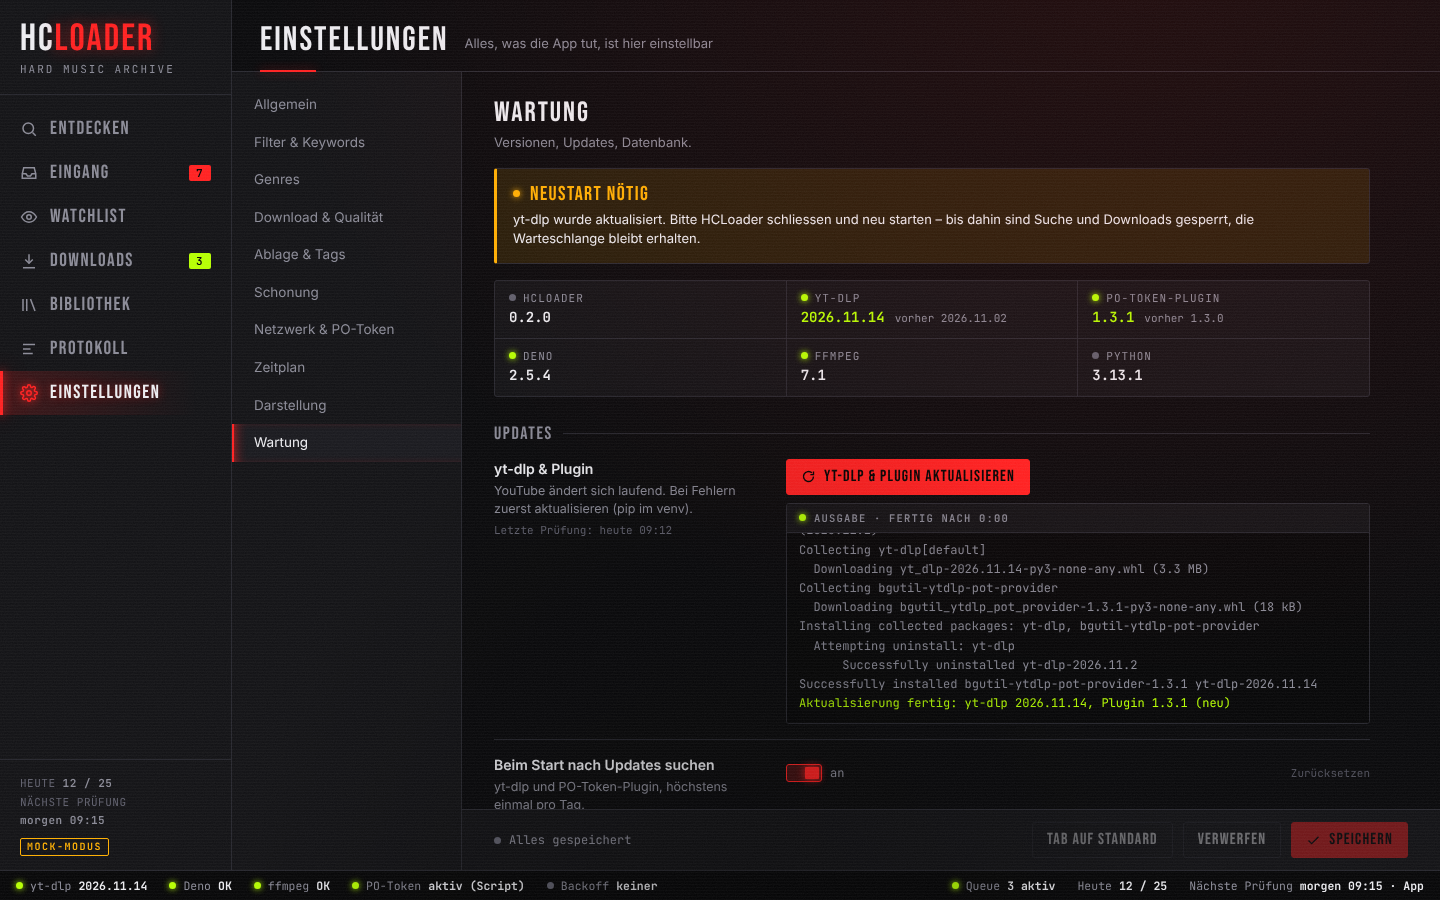 HCLOADER
HARD MUSIC ARCHIVE
ENTDECKEN
EINGANG 7
WATCHLIST
DOWNLOADS 3
BIBLIOTHEK
PROTOKOLL
EINSTELLUNGEN
HEUTE 12 / 25
NÄCHSTE PRÜFUNG
morgen 09:15
MOCK-MODUS
EINSTELLUNGEN Alles, was die App tut, ist hier einstellbar
Allgemein
Filter & Keywords
Genres
Download & Qualität
Ablage & Tags
Schonung
Netzwerk & PO-Token
Zeitplan
Darstellung
Wartung
WARTUNG
Versionen, Updates, Datenbank.
NEUSTART NÖTIG
yt-dlp wurde aktualisiert. Bitte HCLoader schliessen und neu starten – bis dahin sind Suche und Downloads gesperrt, die
Warteschlange bleibt erhalten.
HCLOADER
0.2.0
YT-DLP
2026.11.14 vorher 2026.11.02
PO-TOKEN-PLUGIN
1.3.1 vorher 1.3.0
DENO
2.5.4
FFMPEG
7.1
PYTHON
3.13.1
UPDATES
yt-dlp & Plugin
YouTube ändert sich laufend. Bei Fehlern
zuerst aktualisieren (pip im venv).
Letzte Prüfung: heute 09:12
YT-DLP & PLUGIN AKTUALISIEREN
AUSGABE · FERTIG NACH 0:00
Collecting yt-dlp[default]
Downloading yt_dlp-2026.11.14-py3-none-any.whl (3.3 MB)
Collecting bgutil-ytdlp-pot-provider
Downloading bgutil_ytdlp_pot_provider-1.3.1-py3-none-any.whl (18 kB)
Installing collected packages: yt-dlp, bgutil-ytdlp-pot-provider
Attempting uninstall: yt-dlp
Successfully uninstalled yt-dlp-2026.11.2
Successfully installed bgutil-ytdlp-pot-provider-1.3.1 yt-dlp-2026.11.14
Aktualisierung fertig: yt-dlp 2026.11.14, Plugin 1.3.1 (neu)
Beim Start nach Updates suchen
yt-dlp und PO-Token-Plugin, höchstens
einmal pro Tag.
an
Zurücksetzen
Alles gespeichert
TAB AUF STANDARD
VERWERFEN
SPEICHERN
yt-dlp 2026.11.14 Deno OK ffmpeg OK PO-Token aktiv (Script) Backoff keiner Queue 3 aktiv Heute 12 / 25 Nächste Prüfung morgen 09:15 · App